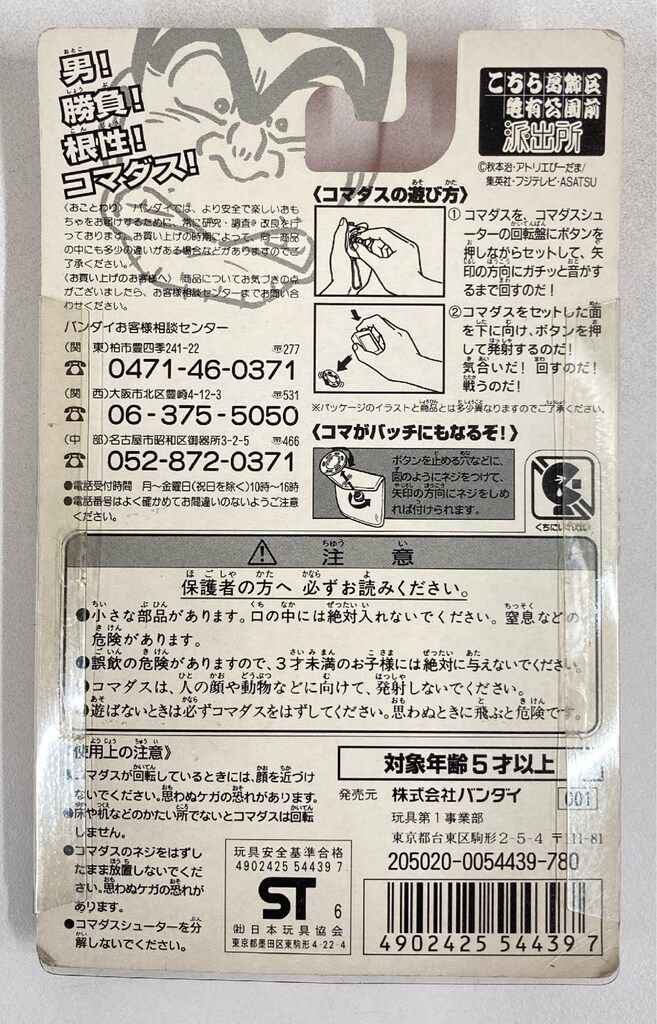 男!
勝負!
根性!
コマダス!
こちら葛飾区
亀有公園前
派出所
©秋本治・アトリエびーだま/
集英社・フジテレビ・ASATSU
〈おことわり〉 バンダイでは、より安全で楽しいおも
ちゃをお届けするために、常に研究・調査・改良を行
っております。お買い上げの時期によって、同一商品
の中にも多少の違いがある場合などがありますのでご
了承ください。
〈お買い上げのお客様へ〉 商品についてお気づきの点
がございましたら、お客様相談センターまでお問い合
わせください。
バンダイお客様相談センター
(関 東)柏市豊四季241-22 〒277
☎ 0471-46-0371
(関 西)大阪市北区豊崎4-12-3 〒531
☎ 06-375-5050
(中 部)名古屋市昭和区御器所3-2-5 〒466
☎ 052-872-0371
●電話受付時間 月〜金曜日(祝日を除く)10時〜16時
●電話番号はよく確かめてお間違いのないようご注意
ください。
〈コマダスの遊び方〉
①コマダスを、コマダスシュ
ーターの回転盤にボタンを
押しながらセットして、矢
印の方向にガチッと音がす
るまで回すのだ!
②コマダスをセットした面
を下に向け、ボタンを押
して発射するのだ!
気合いだ! 回すのだ!
戦うのだ!
※パッケージのイラストと商品とは多少異なりますのでご了承ください。
〈コマがバッチにもなるぞ!〉
ボタンを止める穴などに、
図のようにネジをつけて、
矢印の方向にネジをしめ
れば付けられます。
くちにいれない
⚠ 注意
保護者の方へ 必ずお読みください。
●小さな部品があります。口の中には絶対入れないでください。窒息などの
危険があります。
●誤飲の危険がありますので、3才未満のお子様には絶対に与えないでください。
●コマダスは、人の顔や動物などに向けて、発射しないでください。
●遊ばないときは必ずコマダスをはずしてください。思わぬときに飛ぶと危険です。
《使用上の注意》
●コマダスが回転しているときには、顔を近づけ
ないでください。思わぬケガの恐れがあります。
●床や机などのかたい所でないとコマダスは回転
しません。
●コマダスのネジをはずし
たまま放置しないでくだ
さい。思わぬケガの恐れが
あります。
●コマダスシューターを分
解しないでください。
玩具安全基準合格
4902425 54439 7
ST 6
(社)日本玩具協会
東京都墨田区東駒形4-22-4
対象年齢5才以上
発売元 株式会社バンダイ 001
玩具第1事業部
東京都台東区駒形2-5-4 〒111-81
205020-0054439-780
4902425 544397